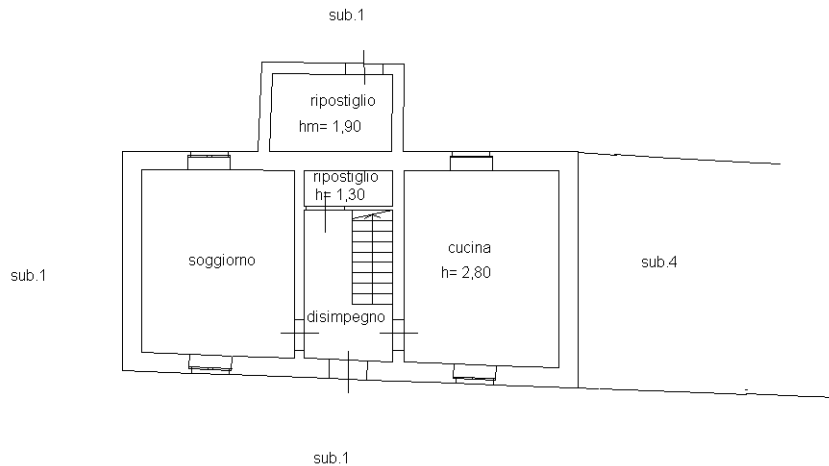 sub.1
ripostiglio
hm= 1,90
ripostiglio
h= 1,30
soggiorno
cucina
h= 2,80
sub.4
sub.1
disimpegno
sub.1